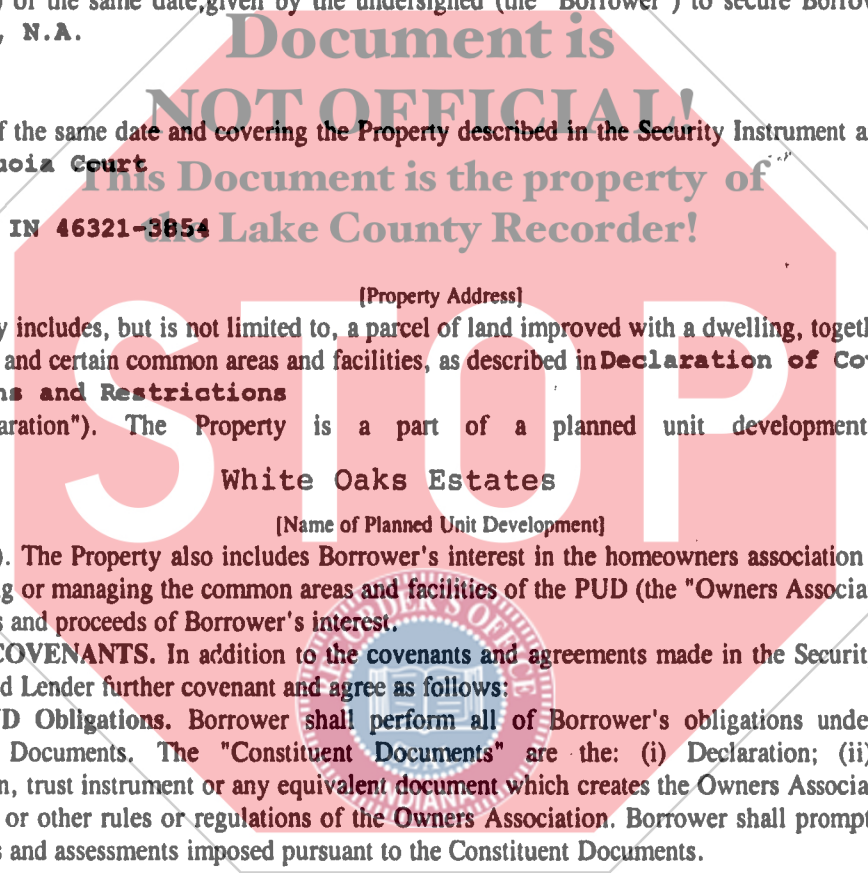 of the same date, given by the undersigned (the "Borrower") to secure Borrow
, N.A.
Document is
NOT OFFICIAL!
f the same date and covering the Property described in the Security Instrument a
uoia Court
This Document is the property of
IN 46321-3854
the Lake County Recorder!
[Property Address]
y includes, but is not limited to, a parcel of land improved with a dwelling, togeth
and certain common areas and facilities, as described in Declaration of Cov
ns and Restrictions
aration"). The Property is a part of a planned unit development
STOP
White Oaks Estates
[Name of Planned Unit Development]
). The Property also includes Borrower's interest in the homeowners association
g or managing the common areas and facilities of the PUD (the "Owners Associa
s and proceeds of Borrower's interest.
COVENANTS. In addition to the covenants and agreements made in the Securit
d Lender further covenant and agree as follows:
D Obligations. Borrower shall perform all of Borrower's obligations unde
Documents. The "Constituent Documents" are the: (i) Declaration; (ii)
n, trust instrument or any equivalent document which creates the Owners Associa
or other rules or regulations of the Owners Association. Borrower shall prompt
s and assessments imposed pursuant to the Constituent Documents.
RECORDER'S OFFICE
INDIANA